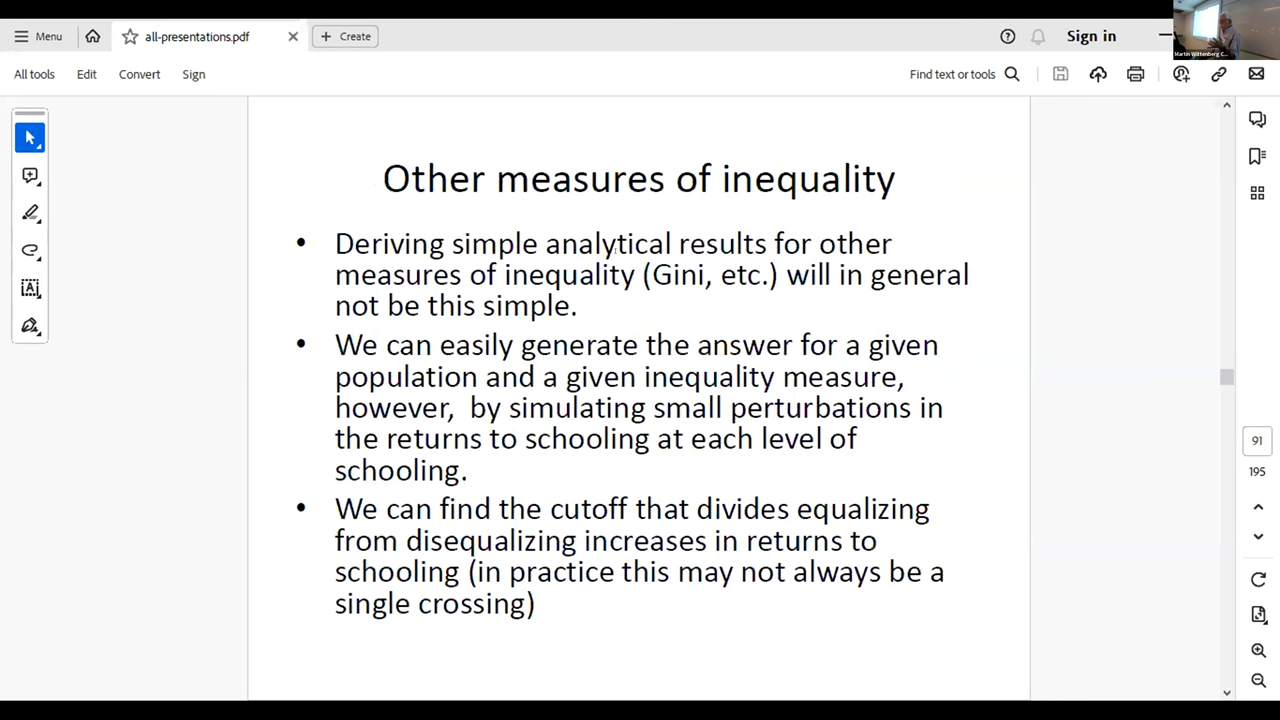 Menu
all-presentations.pdf
Create
Sign in
Martin Wittenberg C...
All tools
Edit
Convert
Sign
Find text or tools
Other measures of inequality
• Deriving simple analytical results for other
measures of inequality (Gini, etc.) will in general
not be this simple.
• We can easily generate the answer for a given
population and a given inequality measure,
however, by simulating small perturbations in
the returns to schooling at each level of
schooling.
• We can find the cutoff that divides equalizing
from disequalizing increases in returns to
schooling (in practice this may not always be a
single crossing)
91
195